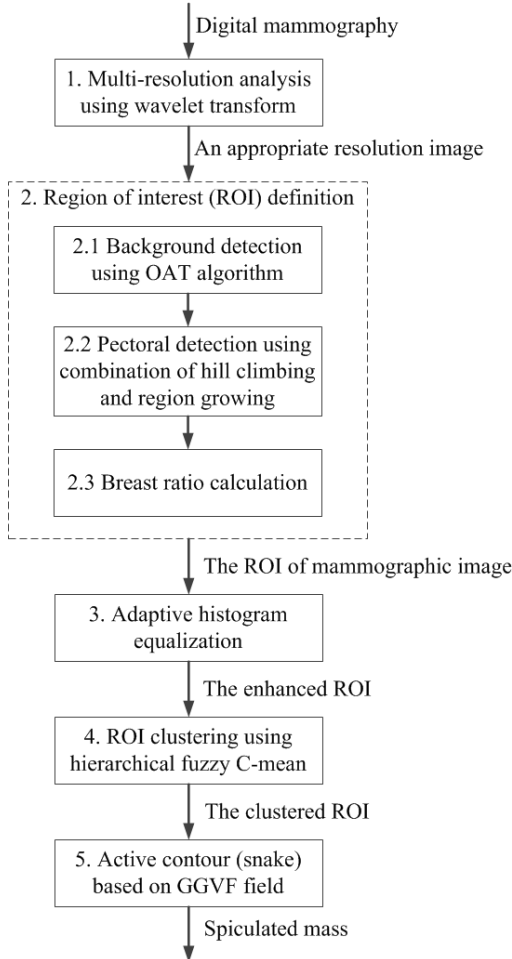 Digital mammography
1. Multi-resolution analysis
using wavelet transform
An appropriate resolution image
2. Region of interest (ROI) definition
2.1 Background detection
using OAT algorithm
2.2 Pectoral detection using
combination of hill climbing
and region growing
2.3 Breast ratio calculation
The ROI of mammographic image
3. Adaptive histogram
equalization
The enhanced ROI
4. ROI clustering using
hierarchical fuzzy C-mean
The clustered ROI
5. Active contour (snake)
based on GGVF field
Spiculated mass